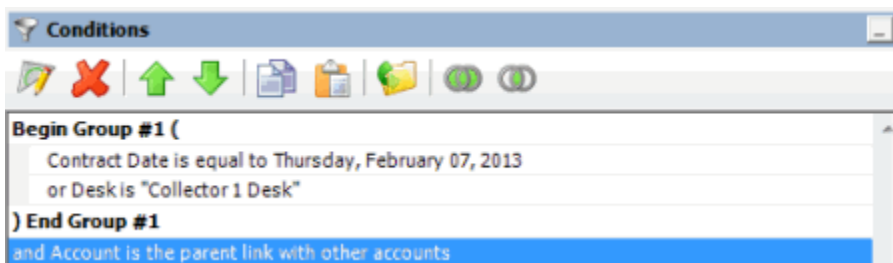 Conditions
Begin Group #1 (
Contract Date is equal to Thursday, February 07, 2013
or Desk is "Collector 1 Desk"
) End Group #1
and Account is the parent link with other accounts